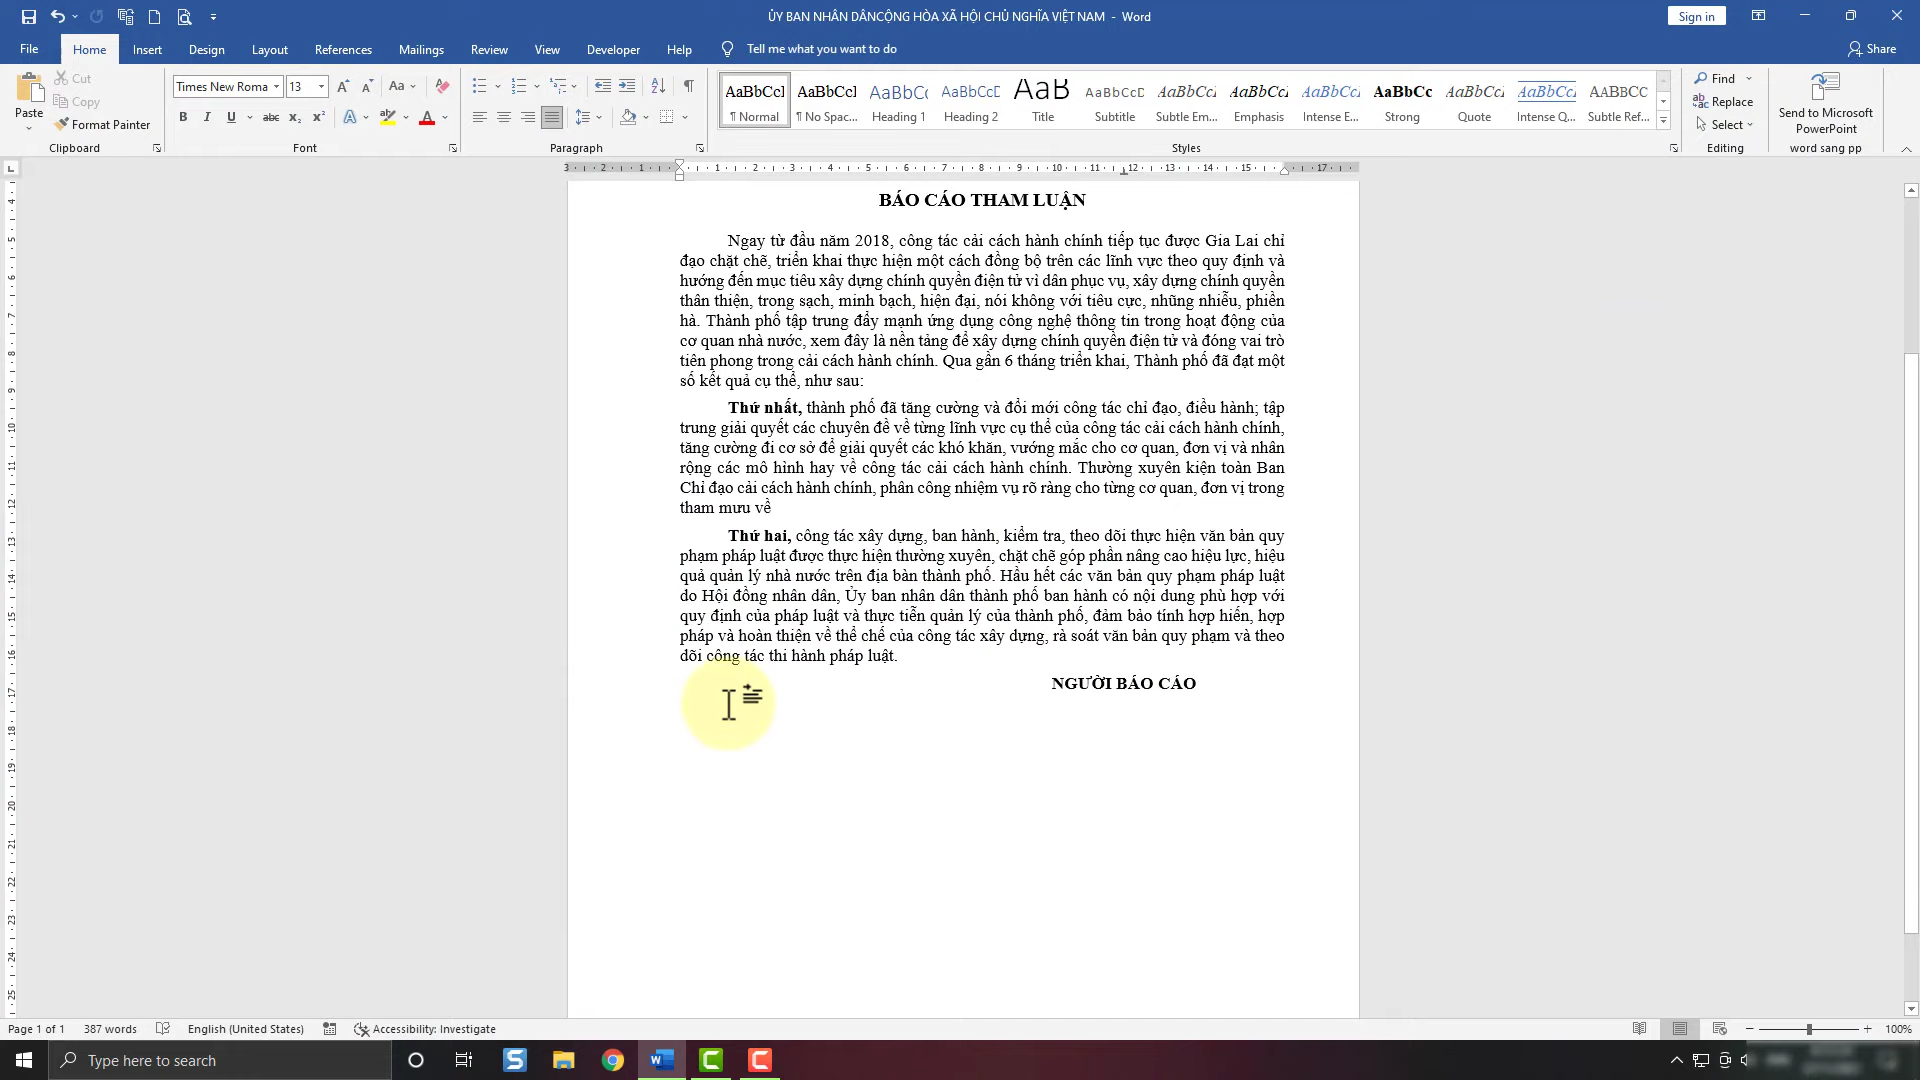 ỦY BAN NHÂN DÂNCỘNG HÒA XÃ HỘI CHỦ NGHĨA VIỆT NAM - Word
Sign in
File Home Insert Design Layout References Mailings Review View Developer Help Tell me what you want to do
Share
Paste
Cut
Copy
Format Painter
Clipboard
Times New Roma 13
Font
Paragraph
AaBbCcI AaBbCcI AaBbCc AaBbCcD AaB AaBbCcD AaBbCcI AaBbCcI AaBbCcI AaBbCc AaBbCcI AaBbCcI AaBbCc
¶ Normal ¶ No Spac... Heading 1 Heading 2 Title Subtitle Subtle Em... Emphasis Intense E... Strong Quote Intense Q... Subtle Ref...
Styles
Find
Replace
Select
Editing
Send to Microsoft PowerPoint
word sang pp
3 2 1 1 2 3 4 5 6 7 8 9 10 11 12 13 14 15 17
BÁO CÁO THAM LUẬN
Ngay từ đầu năm 2018, công tác cải cách hành chính tiếp tục được Gia Lai chỉ
đạo chặt chẽ, triển khai thực hiện một cách đồng bộ trên các lĩnh vực theo quy định và
hướng đến mục tiêu xây dựng chính quyền điện tử vì dân phục vụ, xây dựng chính quyền
thân thiện, trong sạch, minh bạch, hiện đại, nói không với tiêu cực, nhũng nhiễu, phiền
hà. Thành phố tập trung đẩy mạnh ứng dụng công nghệ thông tin trong hoạt động của
cơ quan nhà nước, xem đây là nền tảng để xây dựng chính quyền điện tử và đóng vai trò
tiên phong trong cải cách hành chính. Qua gần 6 tháng triển khai, Thành phố đã đạt một
số kết quả cụ thể, như sau:
Thứ nhất, thành phố đã tăng cường và đổi mới công tác chỉ đạo, điều hành; tập
trung giải quyết các chuyên đề về từng lĩnh vực cụ thể của công tác cải cách hành chính,
tăng cường đi cơ sở để giải quyết các khó khăn, vướng mắc cho cơ quan, đơn vị và nhân
rộng các mô hình hay về công tác cải cách hành chính. Thường xuyên kiện toàn Ban
Chỉ đạo cải cách hành chính, phân công nhiệm vụ rõ ràng cho từng cơ quan, đơn vị trong
tham mưu về
Thứ hai, công tác xây dựng, ban hành, kiểm tra, theo dõi thực hiện văn bản quy
phạm pháp luật được thực hiện thường xuyên, chặt chẽ góp phần nâng cao hiệu lực, hiệu
quả quản lý nhà nước trên địa bàn thành phố. Hầu hết các văn bản quy phạm pháp luật
do Hội đồng nhân dân, Ủy ban nhân dân thành phố ban hành có nội dung phù hợp với
quy định của pháp luật và thực tiễn quản lý của thành phố, đảm bảo tính hợp hiến, hợp
pháp và hoàn thiện về thể chế của công tác xây dựng, rà soát văn bản quy phạm và theo
dõi công tác thi hành pháp luật.
NGƯỜI BÁO CÁO
Page 1 of 1 387 words English (United States) Accessibility: Investigate 100%
Type here to search